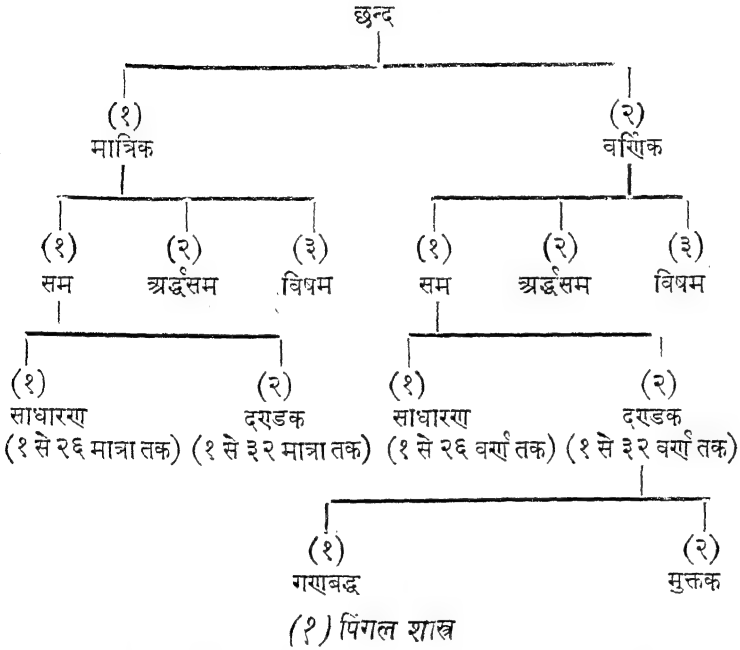 छन्द
(१) (२)
मात्रिक वर्णिक
(१) (२) (३) (१) (२) (३)
सम अर्द्धसम विषम सम अर्द्धसम विषम
(१) (२) (१) (२)
साधारण दण्डक साधारण दण्डक
(१ से २६ मात्रा तक) (१ से ३२ मात्रा तक) (१ से २६ वर्ण तक) (१ से ३२ वर्ण तक)
(१) (२)
गणबद्ध मुक्तक
(१) पिंगल शास्त्र